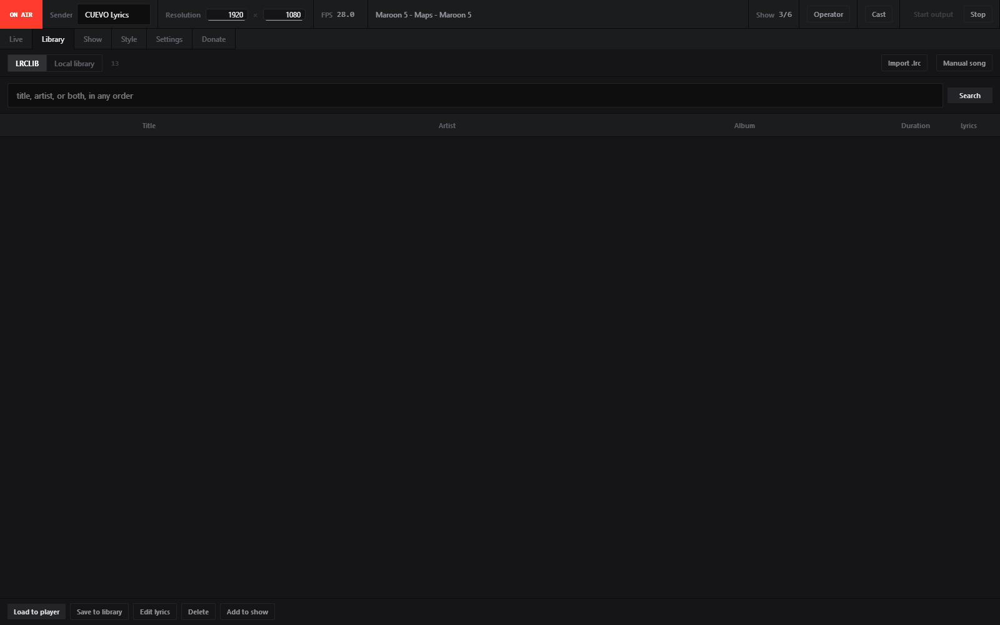 ON AIR Sender CUEVO Lyrics Resolution 1920 × 1080 FPS 28.0 Maroon 5 - Maps - Maroon 5 Show 3/6 Operator Cast Start output Stop
Live Library Show Style Settings Donate
LRCLIB Local library 13 Import .lrc Manual song
title, artist, or both, in any order Search
Title Artist Album Duration Lyrics
Load to player Save to library Edit lyrics Delete Add to show